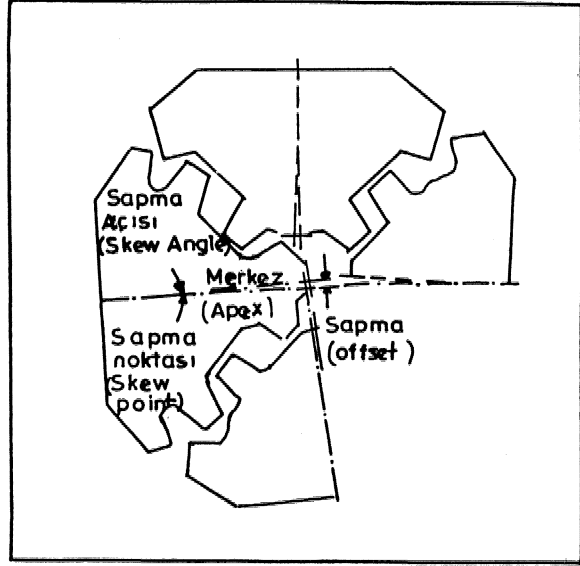 Sapma
Açısı
(Skew Angle)
Merkez
(Apex)
Sapma
noktası
(Skew
point)
Sapma
(offset)